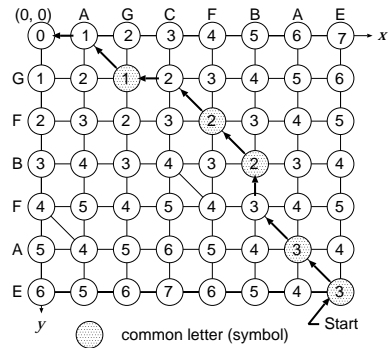 (0, 0) A G C F B A E
0 1 2 3 4 5 6 7 x
G 1 2 1 2 3 4 5 6
F 2 3 2 3 2 3 4 5
B 3 4 3 4 3 2 3 4
F 4 5 4 5 4 3 4 5
A 5 4 5 6 5 4 3 4
E 6 5 6 7 6 5 4 3
y
Start
common letter (symbol)